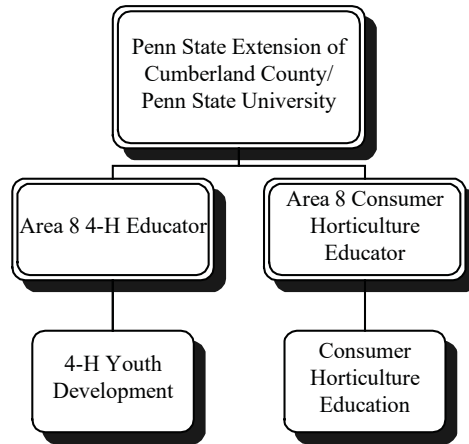 Penn State Extension of
Cumberland County/
Penn State University
Area 8 4-H Educator
Area 8 Consumer
Horticulture
Educator
4-H Youth
Development
Consumer
Horticulture
Education